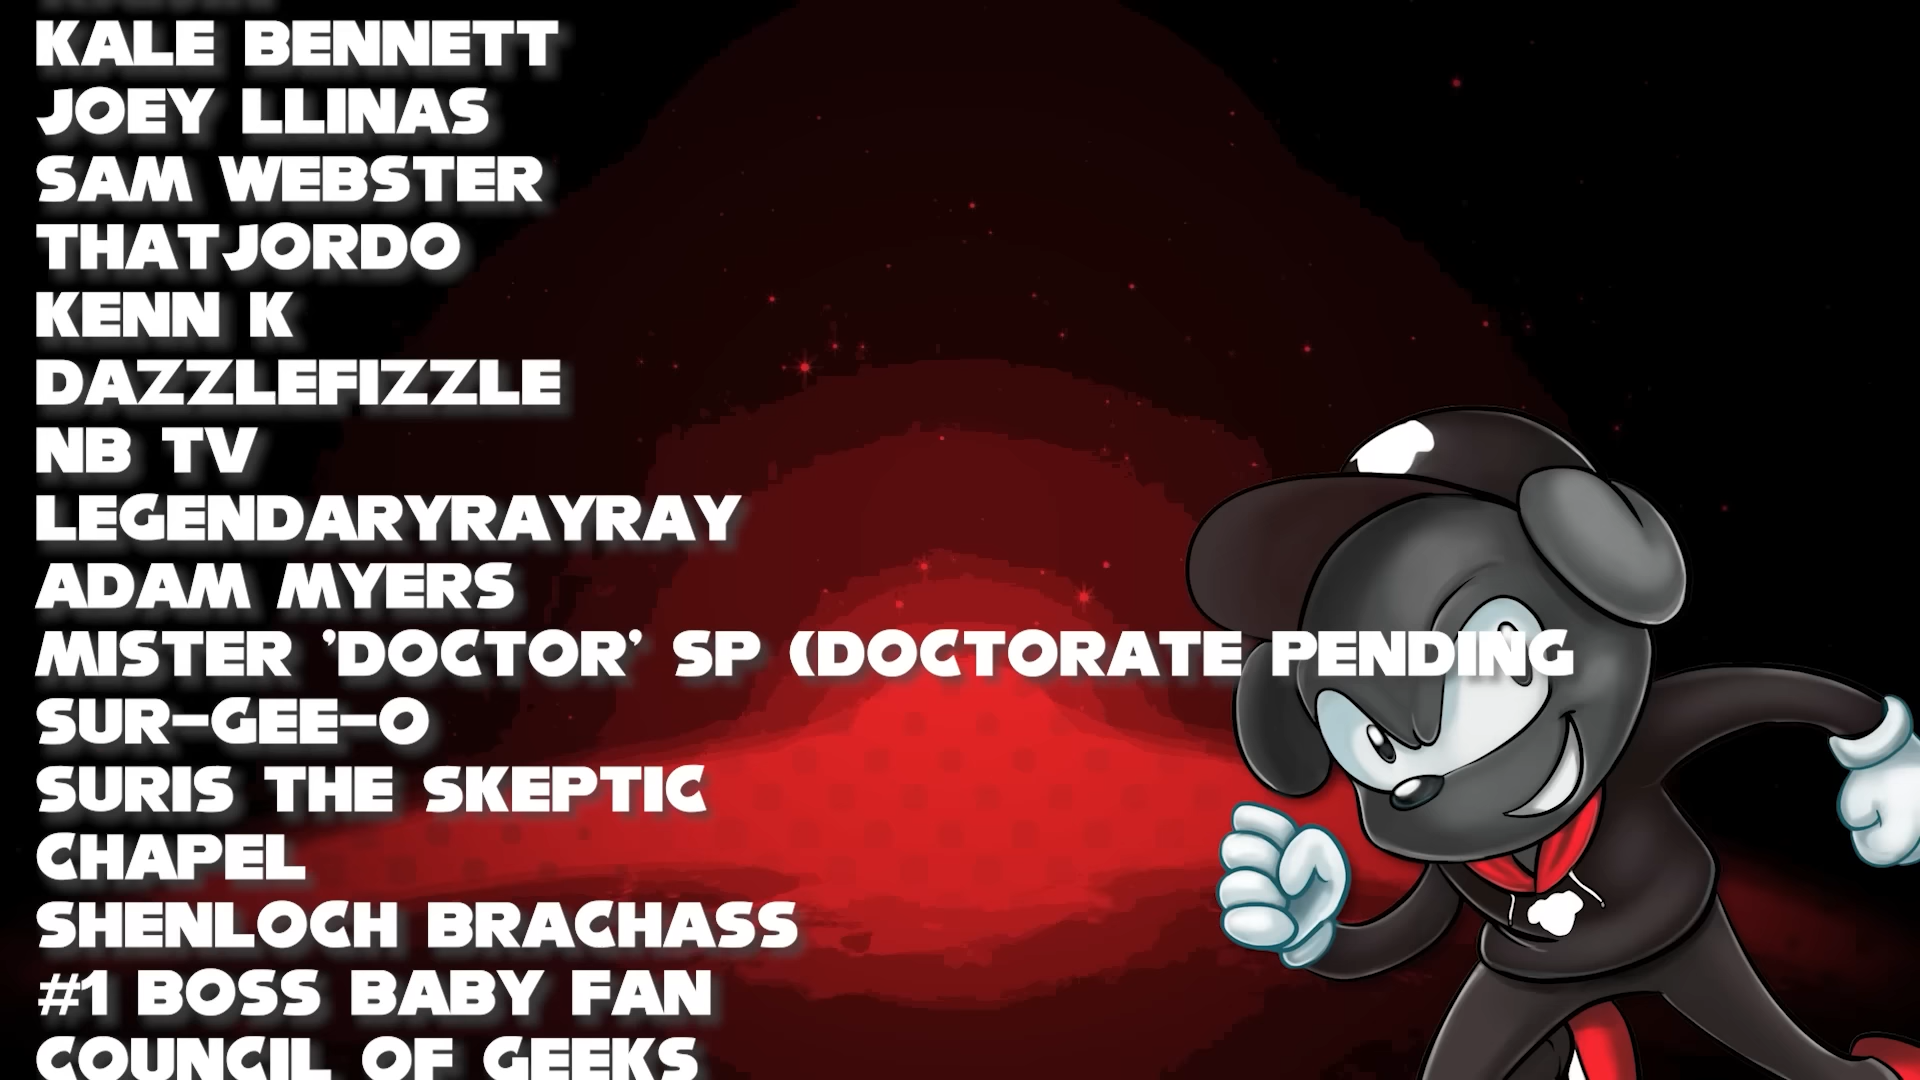 KALE BENNETT
JOEY LLINAS
SAM WEBSTER
THATJORDO
KENN K
DAZZLEFIZZLE
NB TV
LEGENDARYRAYRAY
ADAM MYERS
MISTER 'DOCTOR' SP (DOCTORATE PENDING
SUR-GEE-O
SURIS THE SKEPTIC
CHAPEL
SHENLOCH BRACHASS
#1 BOSS BABY FAN
COUNCIL OF GEEKS